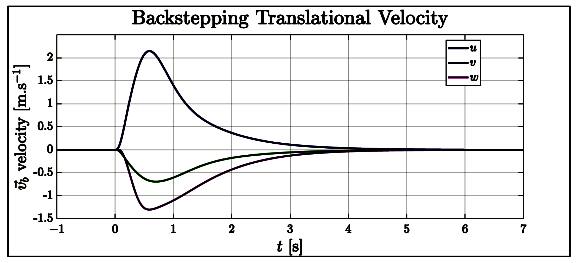 Backstepping Translational Velocity
u
v
w
2
1.5
1
0.5
0
-0.5
-1
-1.5
v⃗_b velocity [m.s⁻¹]
−1 0 1 2 3 4 5 6 7
t [s]